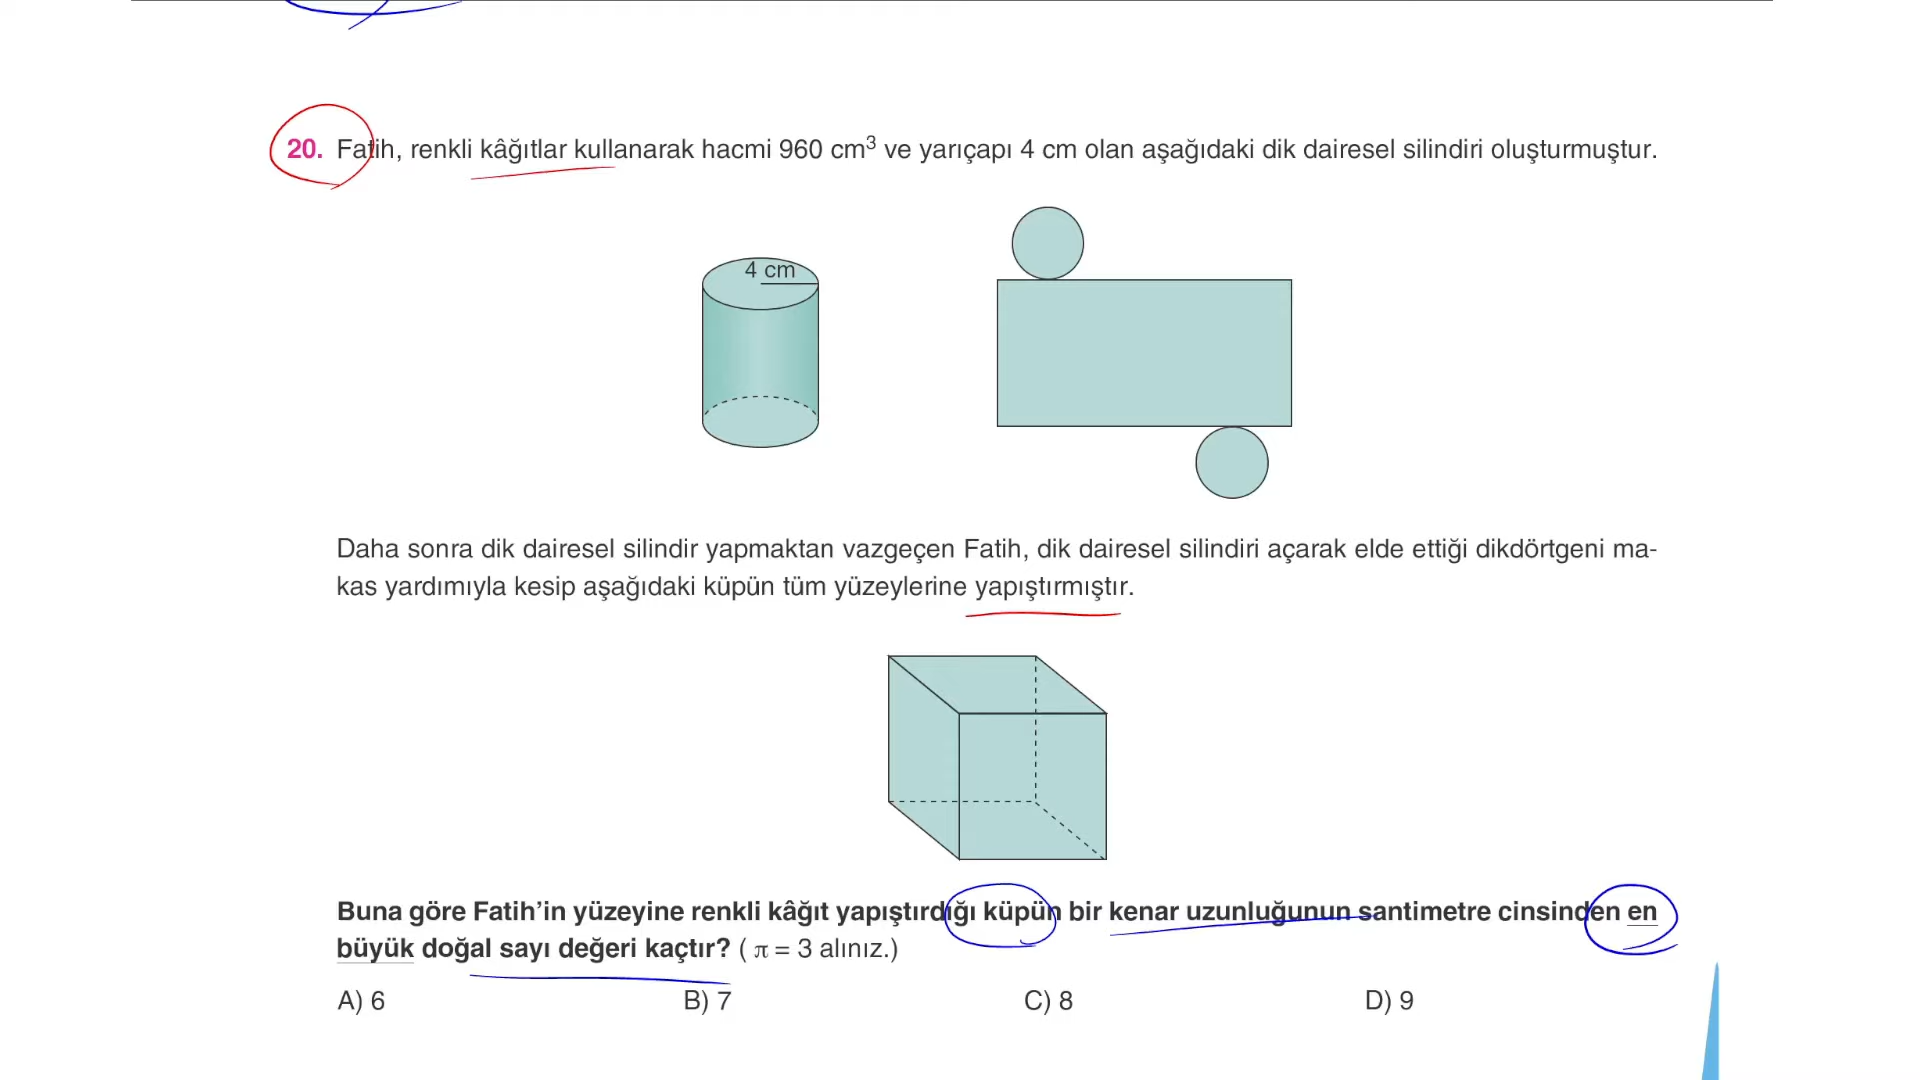 20. Fatih, renkli kâğıtlar kullanarak hacmi 960 cm³ ve yarıçapı 4 cm olan aşağıdaki dik dairesel silindiri oluşturmuştur.
4 cm
Daha sonra dik dairesel silindir yapmaktan vazgeçen Fatih, dik dairesel silindiri açarak elde ettiği dikdörtgeni ma-
kas yardımıyla kesip aşağıdaki küpün tüm yüzeylerine yapıştırmıştır.
Buna göre Fatih’in yüzeyine renkli kâğıt yapıştırdığı küpün bir kenar uzunluğunun santimetre cinsinden en
büyük doğal sayı değeri kaçtır? ( π = 3 alınız.)
A) 6 B) 7 C) 8 D) 9